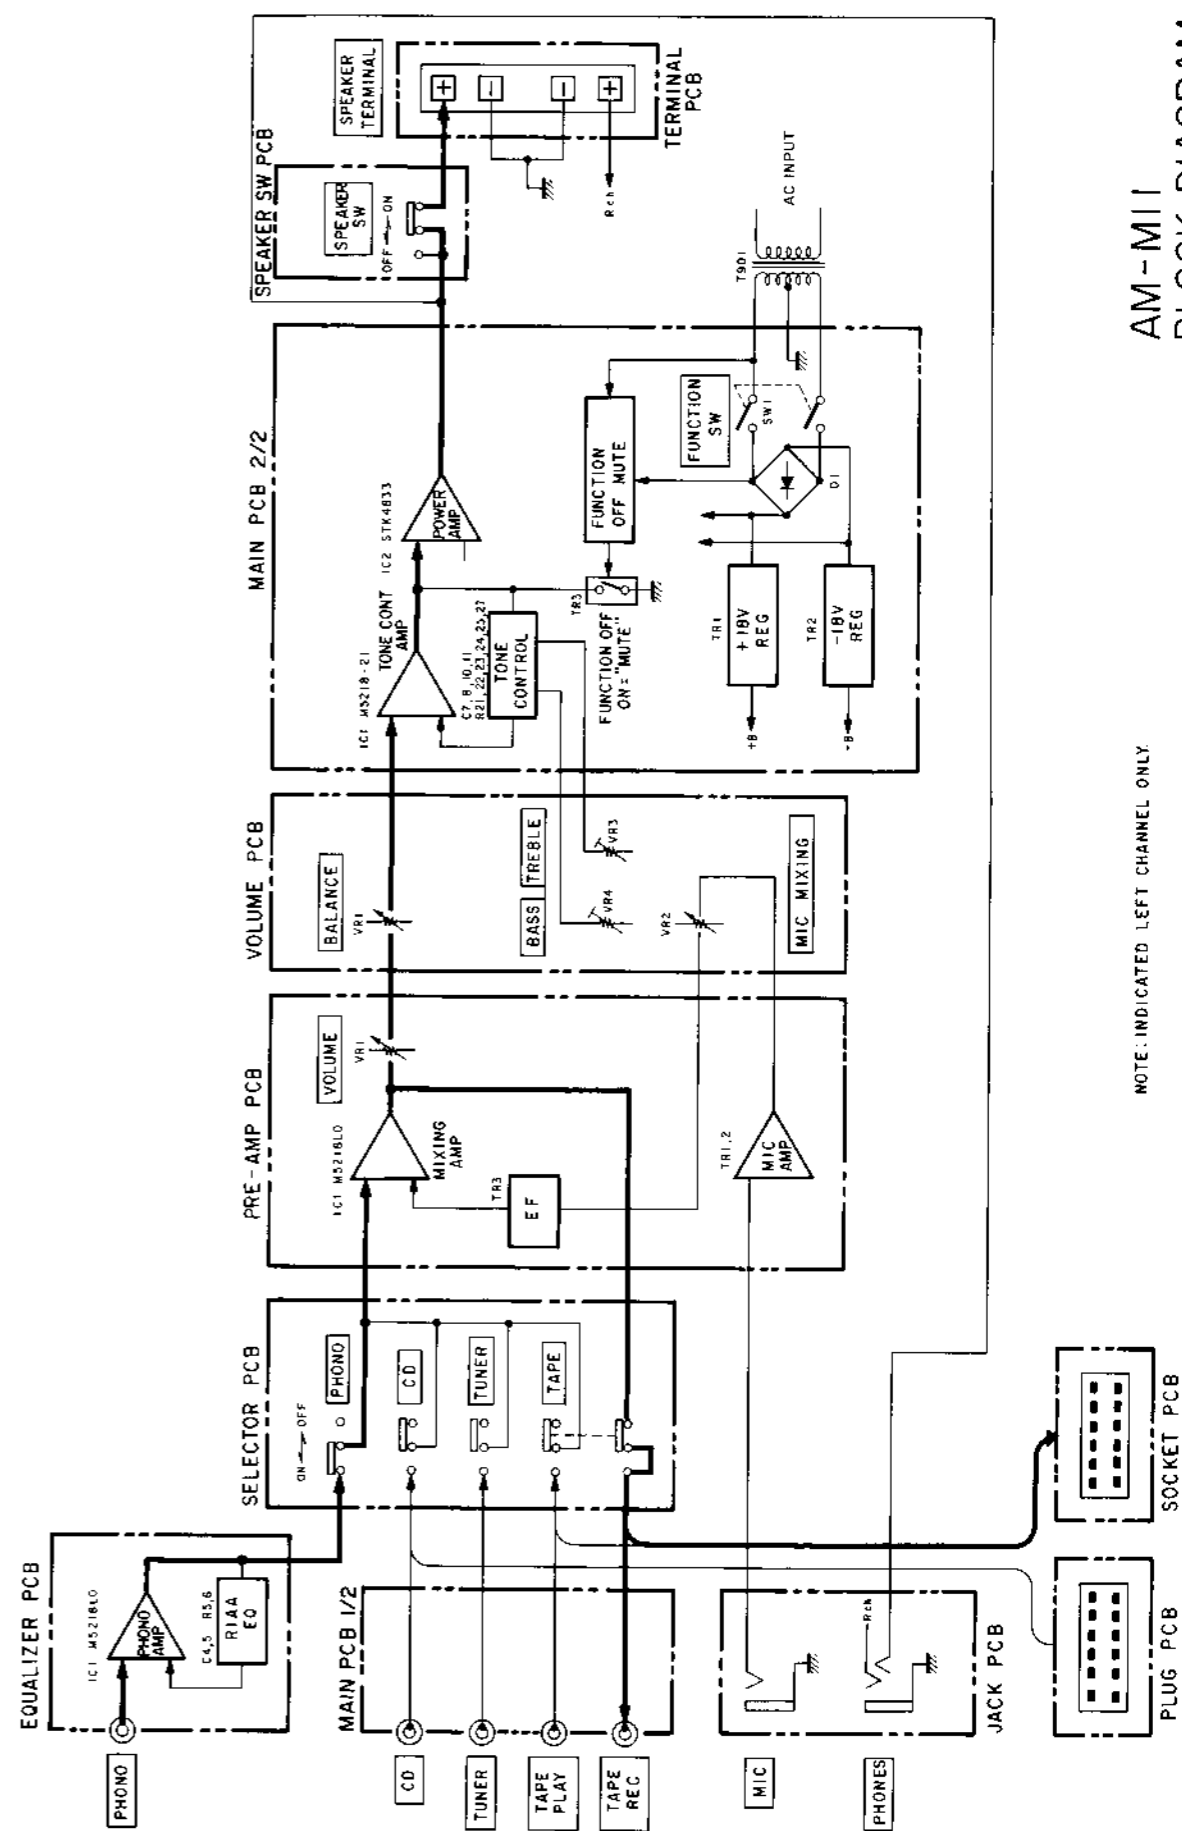 EQUALIZER PCB
IC1 M5218L0
PHONO
AMP
C4,5 R5,6
RIAA
EQ
PHONO
MAIN PCB 1/2
CD
TUNER
TAPE
PLAY
TAPE
REC
JACK PCB
MIC
PHONES
Rch
PLUG PCB
SOCKET PCB
SELECTOR PCB
ON
OFF
PHONO
CD
TUNER
TAPE
PRE-AMP PCB
IC1 M5218L0
MIXING
AMP
VOLUME
VR1
TR3
EF
TR1,2
MIC
AMP
VOLUME PCB
BALANCE
VR1
BASS
TREBLE
VR4
VR3
VR2
MIC MIXING
MAIN PCB 2/2
IC1 M5218-21
TONE CONT
AMP
IC2 STK4833
POWER
AMP
C7,8,10,11
R21,22,23,24,25,27
TONE
CONTROL
TR3
FUNCTION OFF
ON="MUTE"
FUNCTION
OFF MUTE
FUNCTION
SW
SW1
D1
TR1
+18V
REG
TR2
-18V
REG
+B
-B
T901
AC INPUT
SPEAKER SW PCB
SPEAKER
SW
OFF
ON
SPEAKER
TERMINAL
+
-
-
+
Rch
TERMINAL
PCB
NOTE: INDICATED LEFT CHANNEL ONLY.
AM-M11
BLOCK DIAGRAM